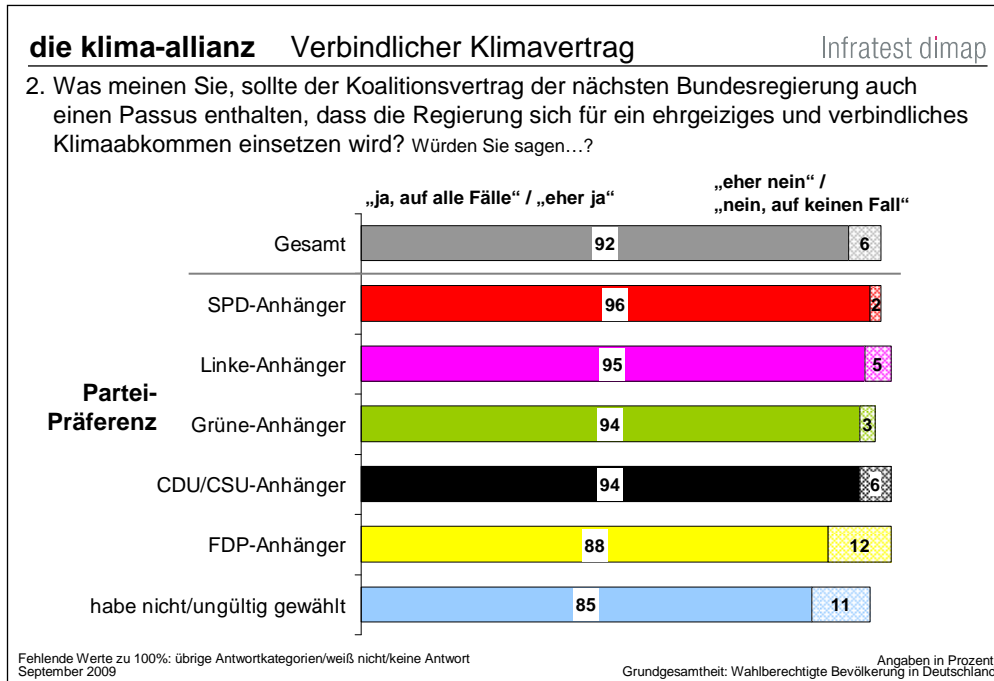 die klima-allianz Verbindlicher Klimavertrag Infratest dimap
2. Was meinen Sie, sollte der Koalitionsvertrag der nächsten Bundesregierung auch
einen Passus enthalten, dass die Regierung sich für ein ehrgeiziges und verbindliches
Klimaabkommen einsetzen wird? Würden Sie sagen...?
„ja, auf alle Fälle“ / „eher ja“
„eher nein“ /
„nein, auf keinen Fall“
Gesamt 92 6
SPD-Anhänger 96 2
Linke-Anhänger 95 5
Partei-
Präferenz
Grüne-Anhänger 94 3
CDU/CSU-Anhänger 94 6
FDP-Anhänger 88 12
habe nicht/ungültig gewählt 85 11
Fehlende Werte zu 100%: übrige Antwortkategorien/weiß nicht/keine Antwort
September 2009
Angaben in Prozent
Grundgesamtheit: Wahlberechtigte Bevölkerung in Deutschland